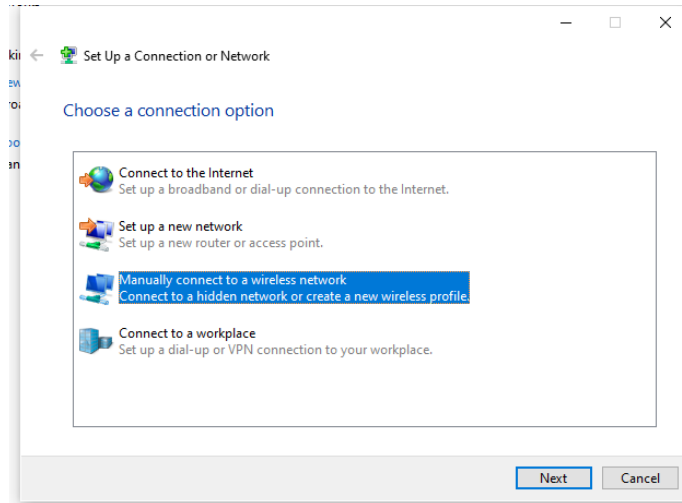 Set Up a Connection or Network
Choose a connection option
Connect to the Internet
Set up a broadband or dial-up connection to the Internet.
Set up a new network
Set up a new router or access point.
Manually connect to a wireless network
Connect to a hidden network or create a new wireless profile.
Connect to a workplace
Set up a dial-up or VPN connection to your workplace.
Next Cancel